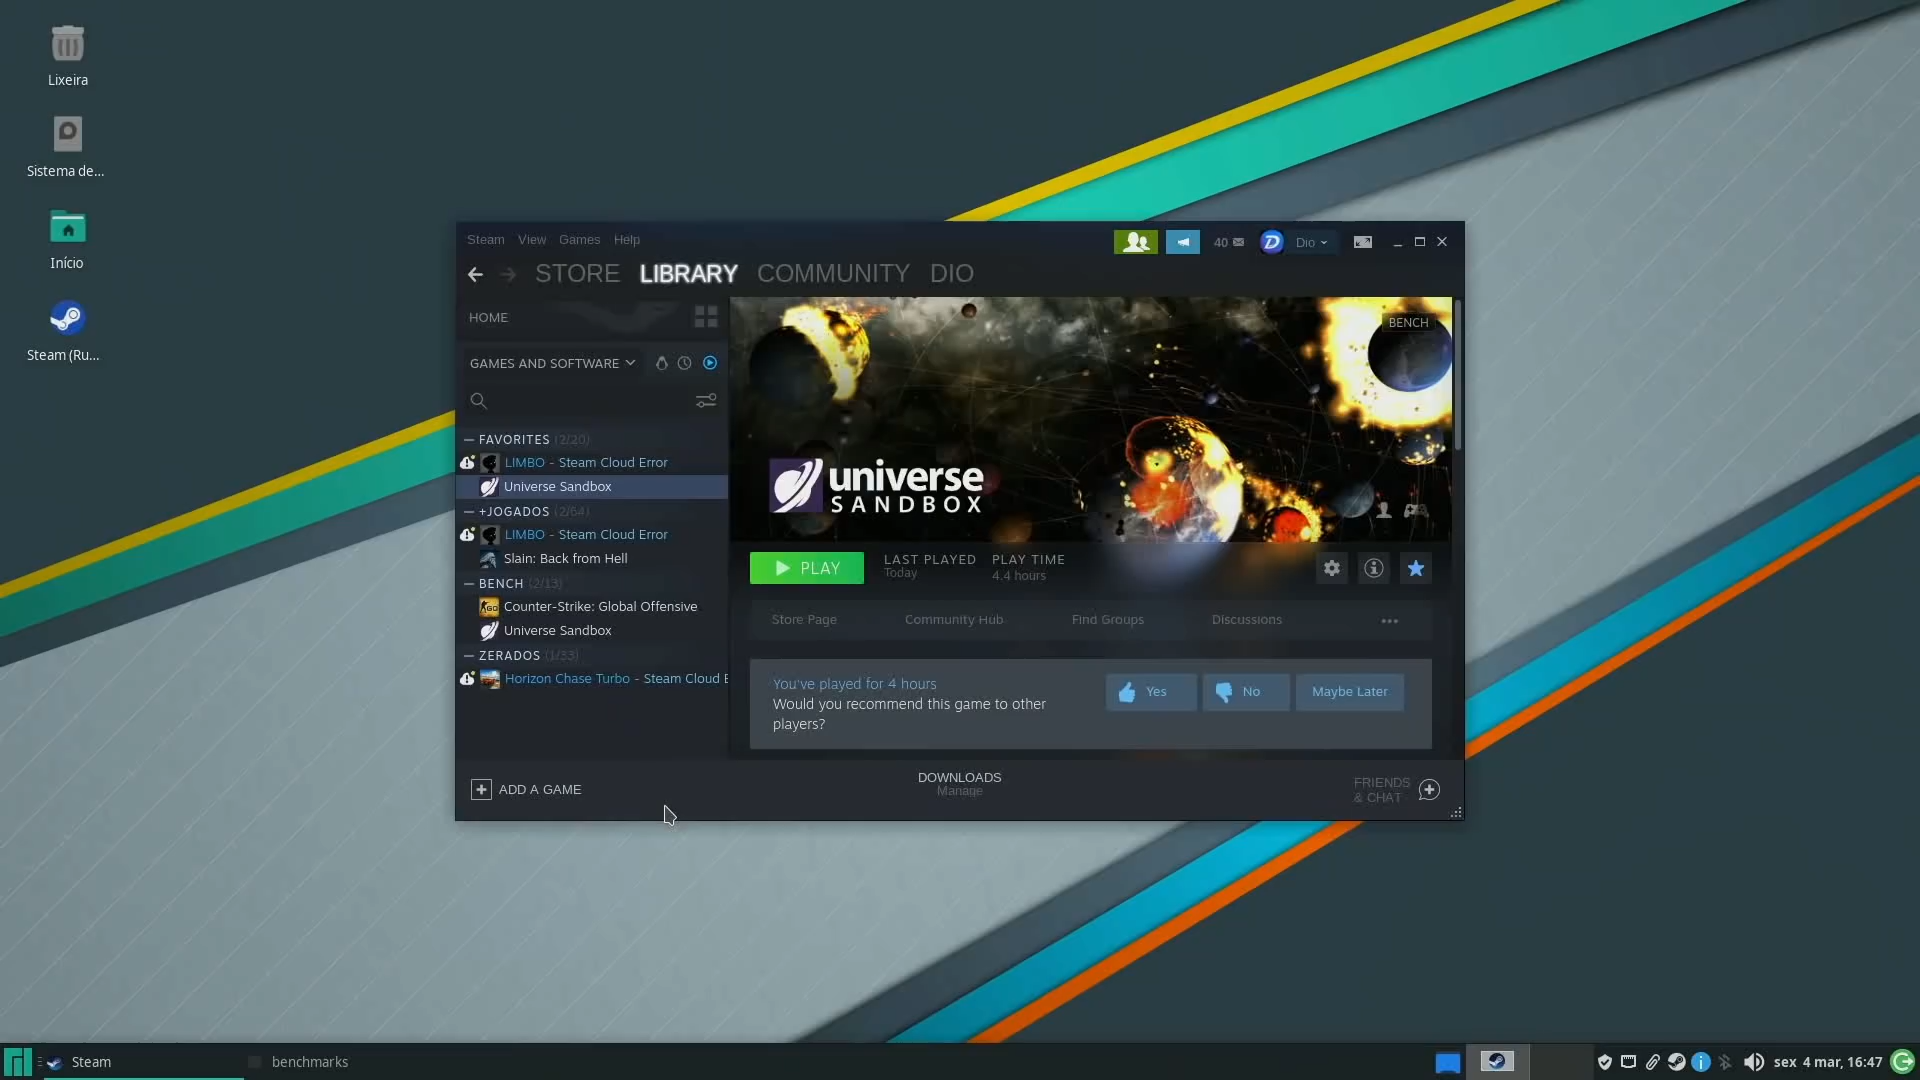 Lixeira
Sistema de...
Início
Steam (Ru...
Steam View Games Help
40
Dio
STORE LIBRARY COMMUNITY DIO
HOME
GAMES AND SOFTWARE
FAVORITES (2/20)
LIMBO - Steam Cloud Error
Universe Sandbox
+JOGADOS (2/64)
LIMBO - Steam Cloud Error
Slain: Back from Hell
BENCH (2/13)
Counter-Strike: Global Offensive
Universe Sandbox
ZERADOS (1/33)
Horizon Chase Turbo - Steam Cloud E
ADD A GAME
BENCH
universe
SANDBOX
PLAY
LAST PLAYED
Today
PLAY TIME
4.4 hours
Store Page Community Hub Find Groups Discussions
You've played for 4 hours
Would you recommend this game to other
players?
Yes No Maybe Later
DOWNLOADS
Manage
FRIENDS
& CHAT
Steam
benchmarks
sex 4 mar, 16:47